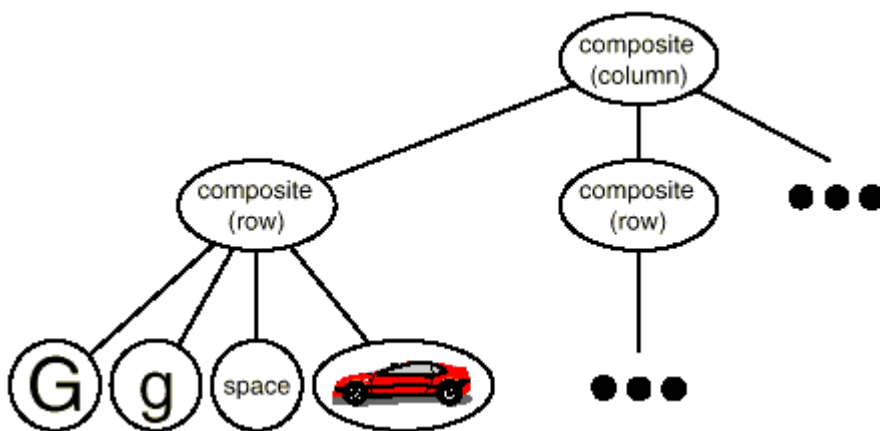 composite
(column)
composite
(row)
composite
(row)
G
g
space